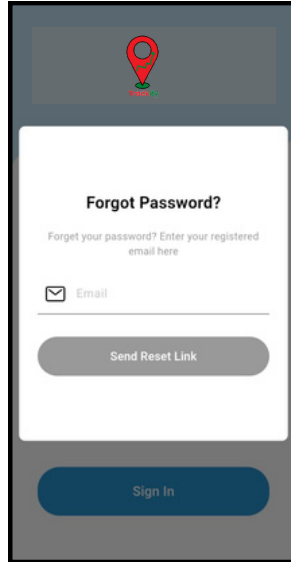 Forgot Password?
Forget your password? Enter your registered
email here
Email
Send Reset Link
Sign In